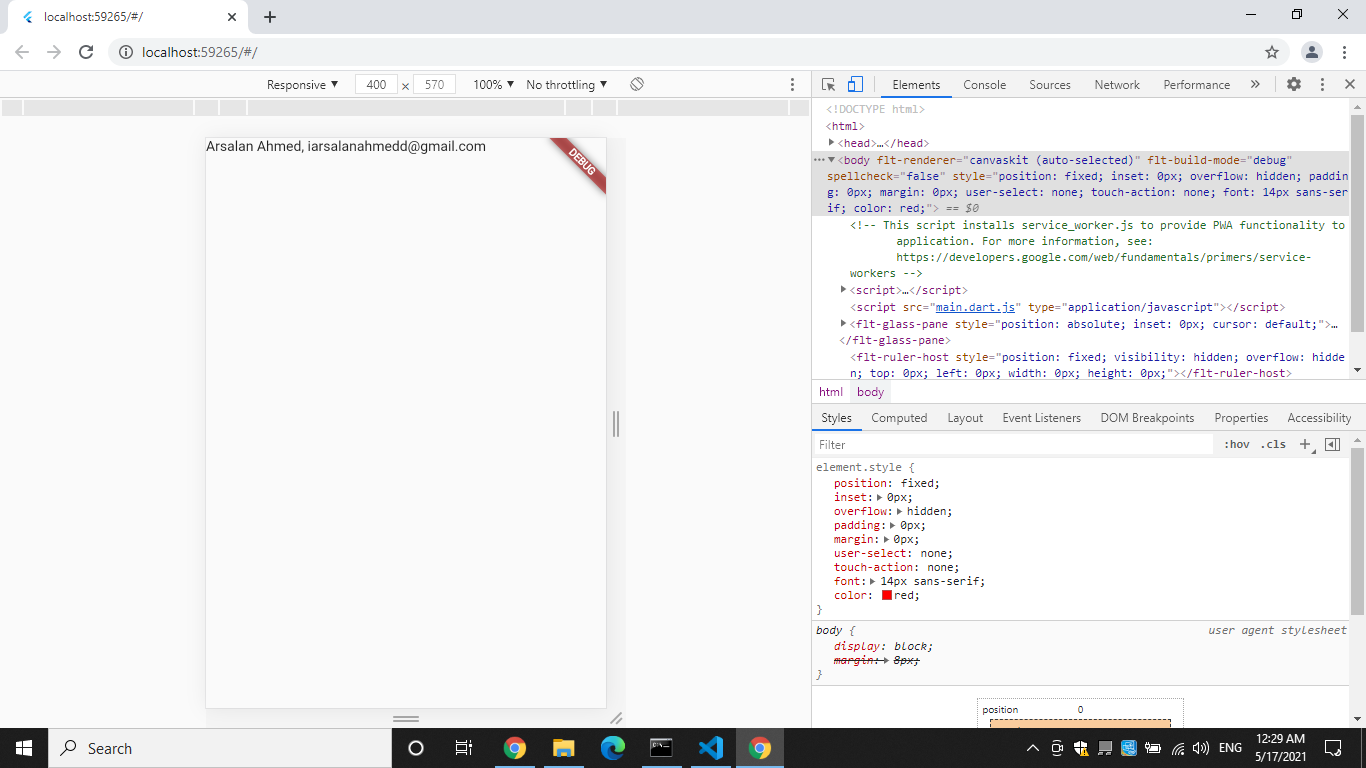 localhost:59265/#/
localhost:59265/#/
Responsive ▼ 400 × 570 100% ▼ No throttling ▼
Elements Console Sources Network Performance »
Arsalan Ahmed, iarsalanahmedd@gmail.com
DEBUG
<!DOCTYPE html>
<html>
<head>…</head>
<body flt-renderer="canvaskit (auto-selected)" flt-build-mode="debug"
spellcheck="false" style="position: fixed; inset: 0px; overflow: hidden; paddin
g: 0px; margin: 0px; user-select: none; touch-action: none; font: 14px sans-ser
if; color: red;"> == $0
<!-- This script installs service_worker.js to provide PWA functionality to
application. For more information, see:
https://developers.google.com/web/fundamentals/primers/service-
workers -->
<script>…</script>
<script src="main.dart.js" type="application/javascript"></script>
<flt-glass-pane style="position: absolute; inset: 0px; cursor: default;">…
</flt-glass-pane>
<flt-ruler-host style="position: fixed; visibility: hidden; overflow: hidde
n; top: 0px; left: 0px; width: 0px; height: 0px;"></flt-ruler-host>
html body
Styles Computed Layout Event Listeners DOM Breakpoints Properties Accessibility
Filter :hov .cls +
element.style {
position: fixed;
inset: 0px;
overflow: hidden;
padding: 0px;
margin: 0px;
user-select: none;
touch-action: none;
font: 14px sans-serif;
color: red;
}
body { user agent stylesheet
display: block;
margin: 8px;
}
position 0
Search
ENG
12:29 AM
5/17/2021